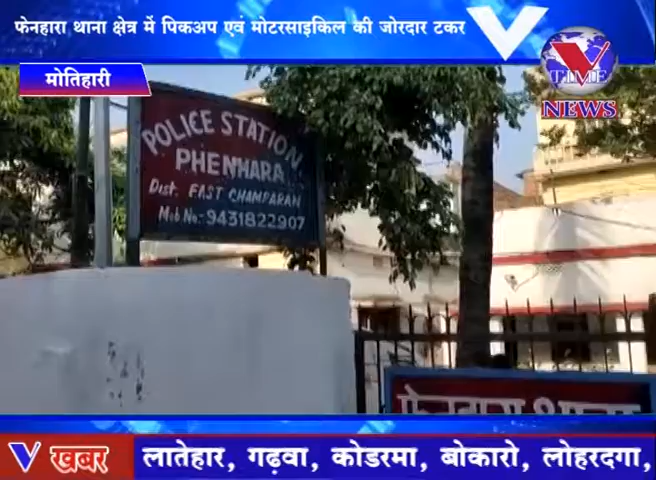 फेनहारा थाना क्षेत्र में पिकअप एवं मोटरसाइकिल की जोरदार टक्कर
V
TIME
NEWS
मोतिहारी
POLICE STATION
PHENHARA
Dist. EAST CHAMPARAN
Mob No:- 9431822907
फेनहारा थाना
V खबर
लातेहार, गढ़वा, कोडरमा, बोकारो, लोहरदगा,